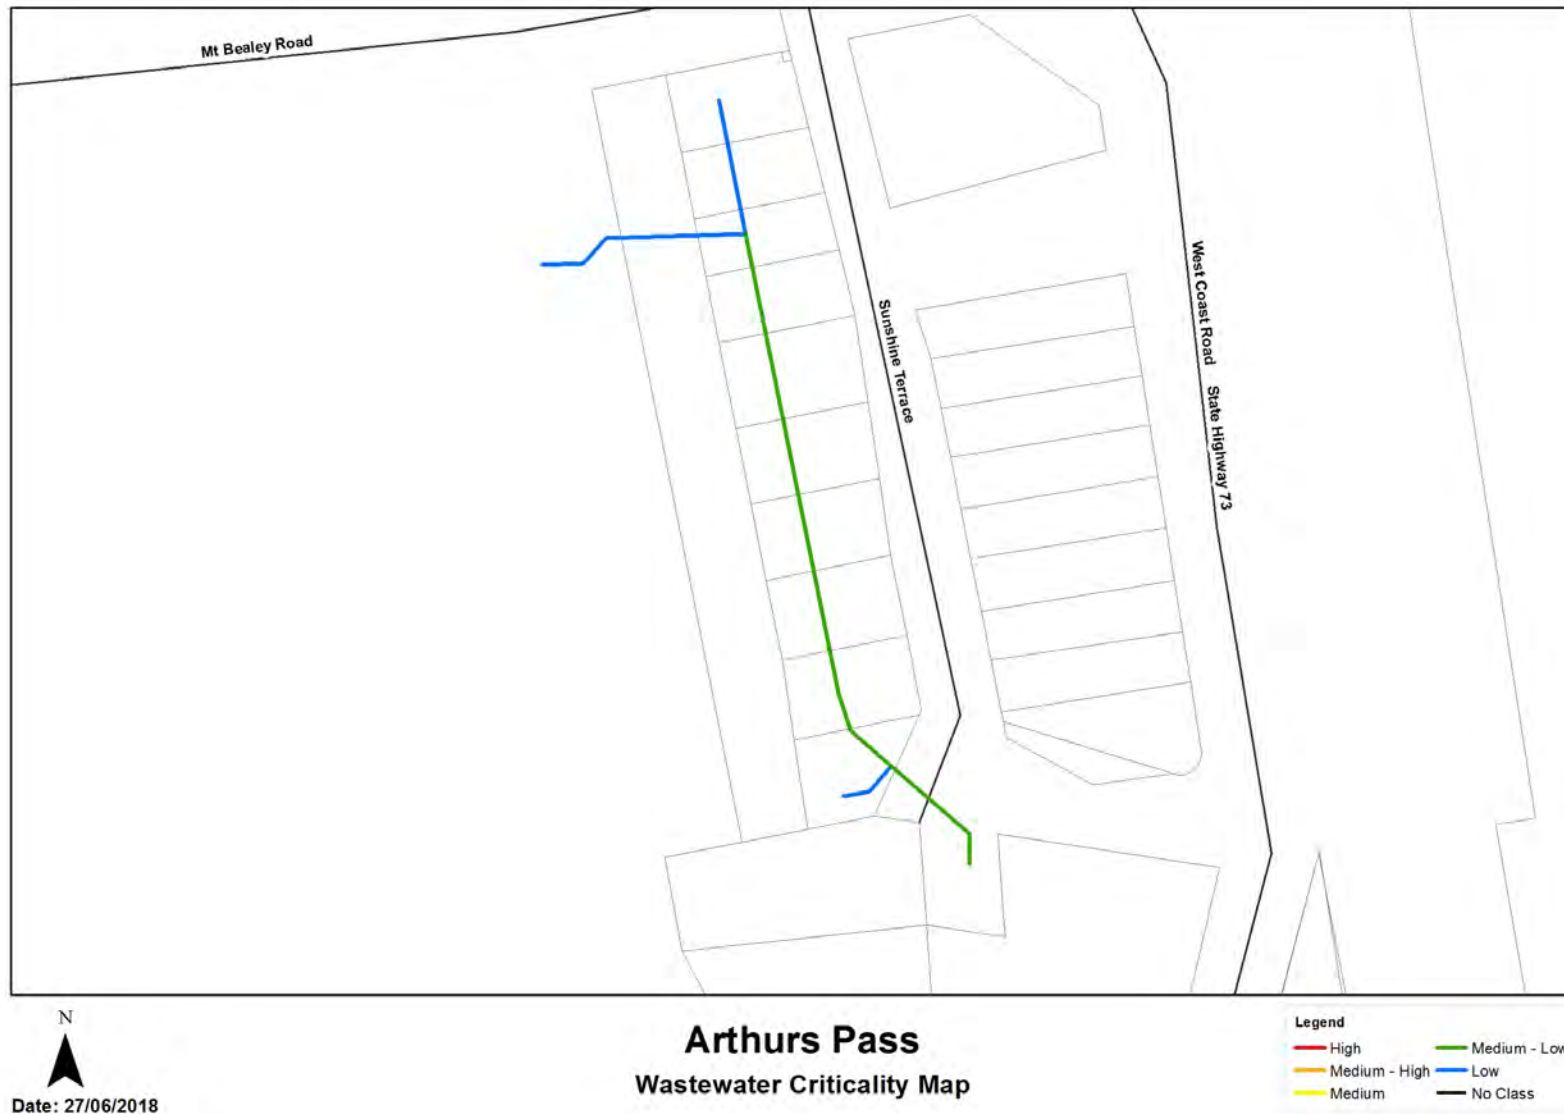 Mt Bealey Road
Sunshine Terrace
West Coast Road State Highway 73
N
Date: 27/06/2018
Arthurs Pass
Wastewater Criticality Map
Legend
High
Medium - High
Medium
Medium - Low
Low
No Class